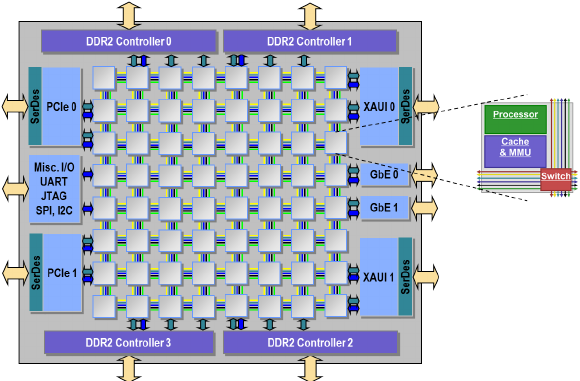 DDR2 Controller 0
DDR2 Controller 1
SerDes
PCIe 0
XAUI 0
SerDes
Processor
Cache
& MMU
Switch
Misc. I/O
UART
JTAG
SPI, I2C
GbE 0
GbE 1
SerDes
PCIe 1
XAUI 1
SerDes
DDR2 Controller 3
DDR2 Controller 2